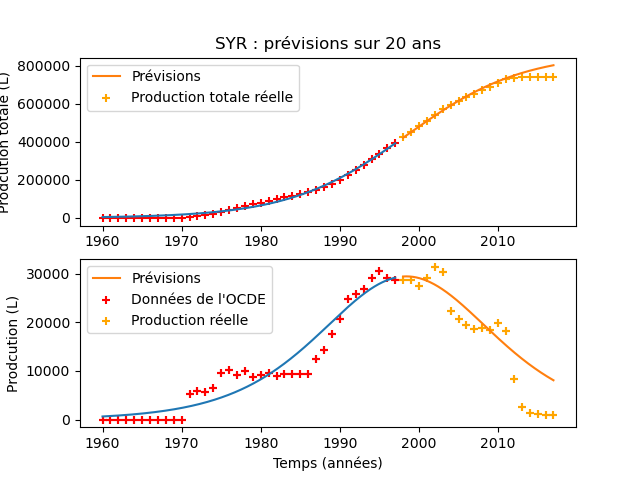 SYR : prévisions sur 20 ans
800000
600000
400000
200000
0
Prodcution totale (L)
Prévisions
Production totale réelle
1960 1970 1980 1990 2000 2010
30000
20000
10000
0
Prodcution (L)
Prévisions
Données de l'OCDE
Production réelle
1960 1970 1980 1990 2000 2010
Temps (années)